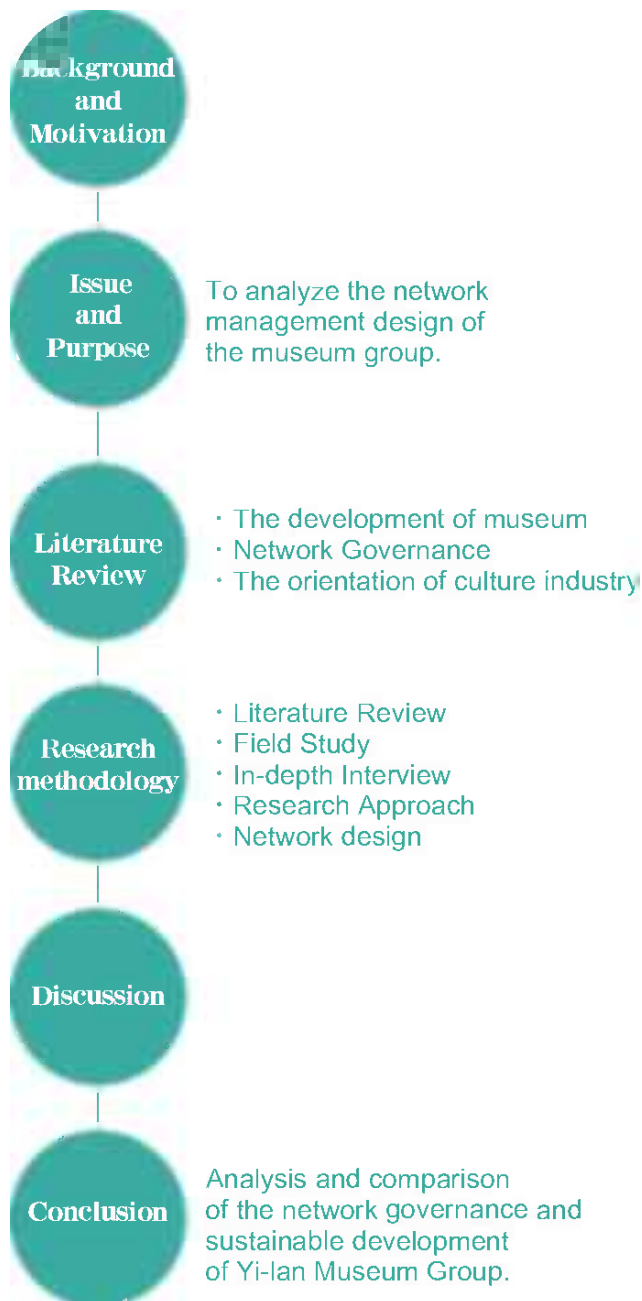 Background
and
Motivation
Issue
and
Purpose
To analyze the network
management design of
the museum group.
Literature
Review
· The development of museum
· Network Governance
· The orientation of culture industry
Research
methodology
· Literature Review
· Field Study
· In-depth Interview
· Research Approach
· Network design
Discussion
Conclusion
Analysis and comparison
of the network governance and
sustainable development
of Yi-lan Museum Group.